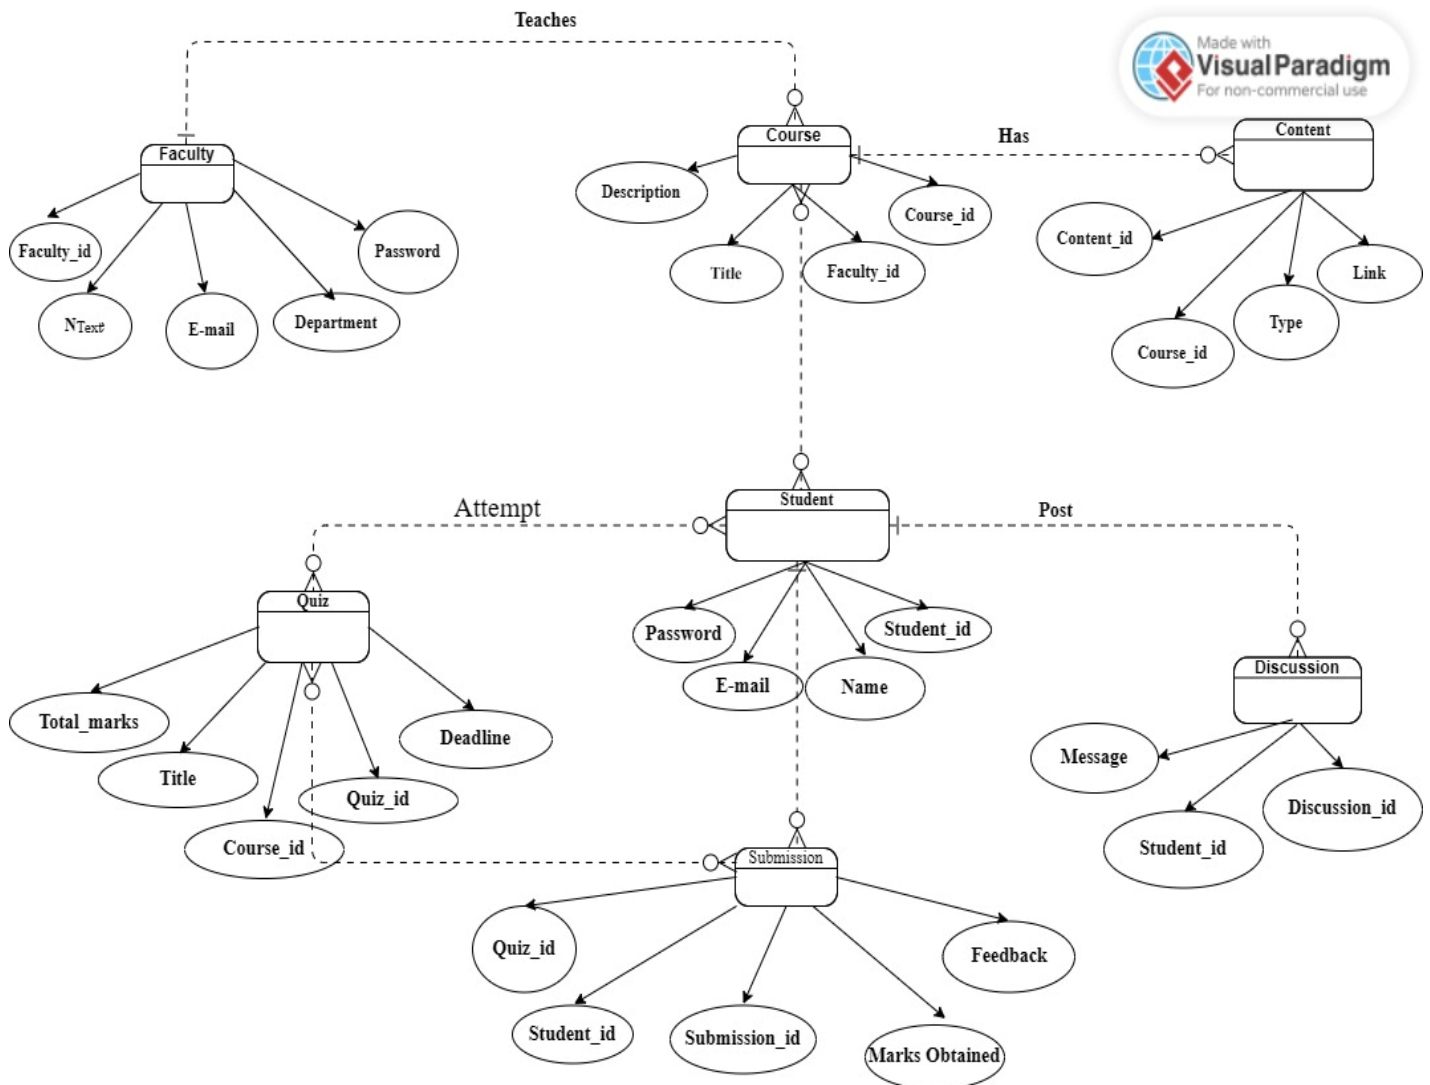 Teaches
Made with
Visual Paradigm
For non-commercial use
Faculty
Course
Has
Content
Description
Course_id
Content_id
Faculty_id
Password
Title
Faculty_id
Link
E-mail
Department
Type
Course_id
Attempt
Student
Post
Quiz
Password
Student_id
E-mail
Name
Discussion
Total_marks
Deadline
Title
Quiz_id
Message
Discussion_id
Course_id
Student_id
Submission
Quiz_id
Feedback
Student_id
Submission_id
Marks Obtained